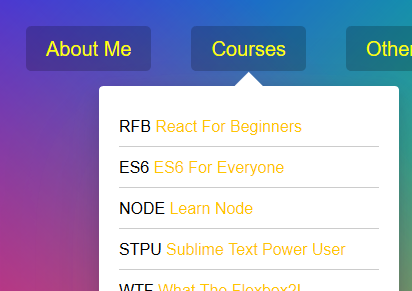 About Me
Courses
Other
RFB React For Beginners
ES6 ES6 For Everyone
NODE Learn Node
STPU Sublime Text Power User
WTF What The Flexbox?!